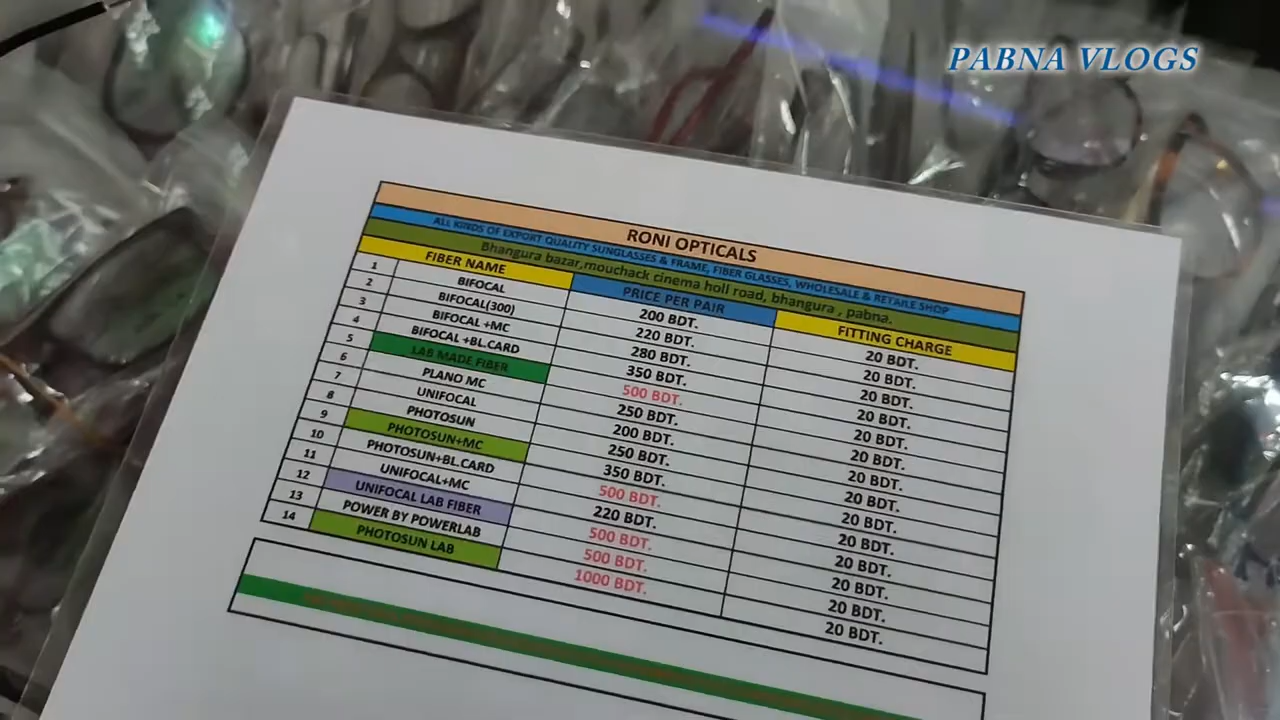 PABNA VLOGS
RONI OPTICALS
ALL KINDS OF EXPORT QUALITY SUNGLASSES & FRAME, FIBER GLASSES, WHOLESALE & RETAILE SHOP
Bhangura bazar,mouchack cinema holl road, bhangura , pabna.
FIBER NAME PRICE PER PAIR FITTING CHARGE
1 BIFOCAL 200 BDT. 20 BDT.
2 BIFOCAL(300) 220 BDT. 20 BDT.
3 BIFOCAL +MC 280 BDT. 20 BDT.
4 BIFOCAL +BL.CARD 350 BDT. 20 BDT.
5 LAB MADE FIBER 500 BDT. 20 BDT.
6 PLANO MC 250 BDT. 20 BDT.
7 UNIFOCAL 200 BDT. 20 BDT.
8 PHOTOSUN 250 BDT. 20 BDT.
9 PHOTOSUN+MC 350 BDT. 20 BDT.
10 PHOTOSUN+BL.CARD 500 BDT. 20 BDT.
11 UNIFOCAL+MC 220 BDT. 20 BDT.
12 UNIFOCAL LAB FIBER 500 BDT. 20 BDT.
13 POWER BY POWERLAB 500 BDT. 20 BDT.
14 PHOTOSUN LAB 1000 BDT. 20 BDT.